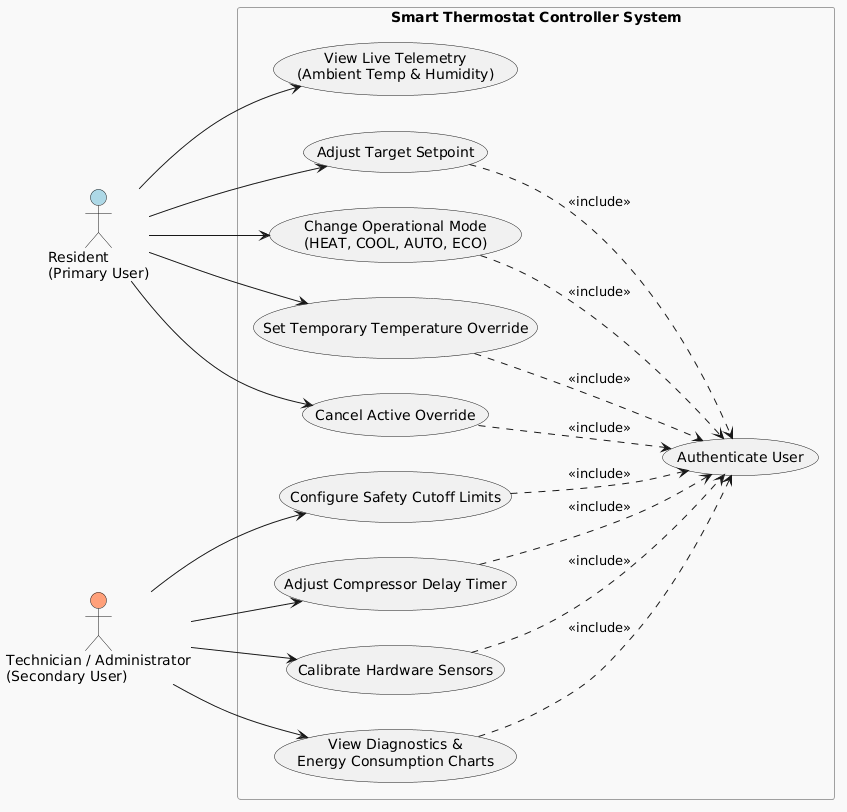 Smart Thermostat Controller System
View Live Telemetry
(Ambient Temp & Humidity)
Adjust Target Setpoint
«include»
Change Operational Mode
(HEAT, COOL, AUTO, ECO)
Resident
(Primary User)
«include»
Set Temporary Temperature Override
«include»
Cancel Active Override
«include»
Authenticate User
«include»
Configure Safety Cutoff Limits
«include»
Adjust Compressor Delay Timer
«include»
Technician / Administrator
(Secondary User)
Calibrate Hardware Sensors
«include»
View Diagnostics &
Energy Consumption Charts